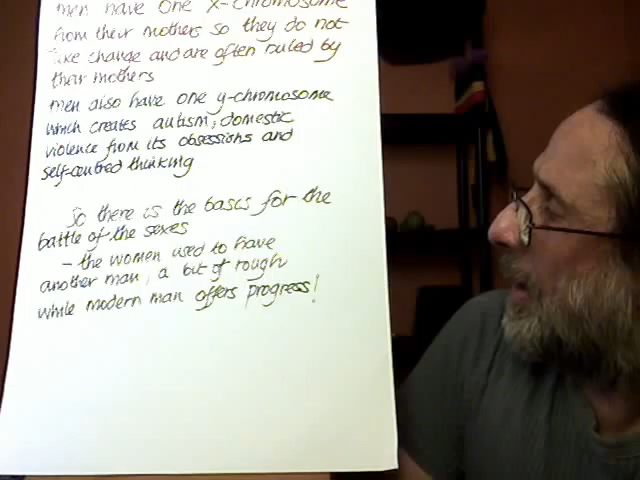 men have one X-chromosome
from their mothers so they do not
like change and are often ruled by
their mothers
men also have one y-chromosome
which creates autism, domestic
violence from its obsessions and
self-centred thinking
So there is the basis for the
battle of the sexes
- the women used to have
another man, a bit of rough
while modern man offers progress!